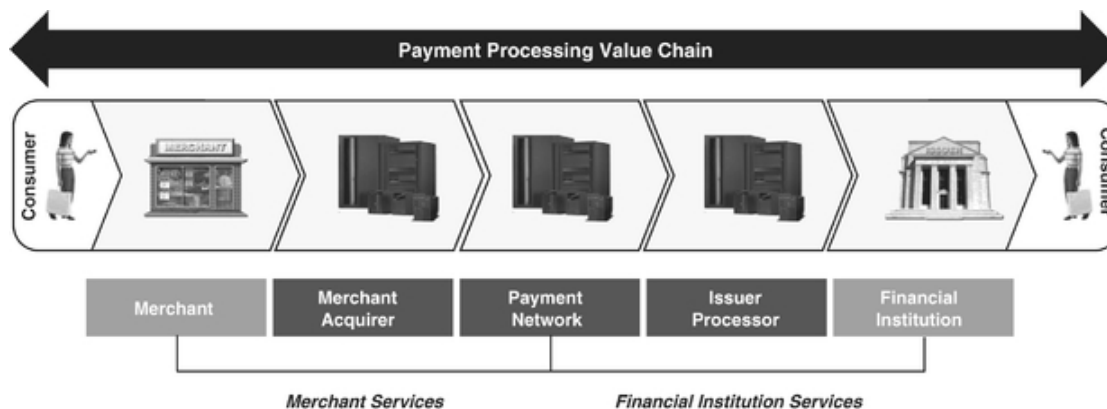 Payment Processing Value Chain
Consumer
MERCHANT
ISSUER
Consumer
Merchant
Merchant
Acquirer
Payment
Network
Issuer
Processor
Financial
Institution
Merchant Services
Financial Institution Services